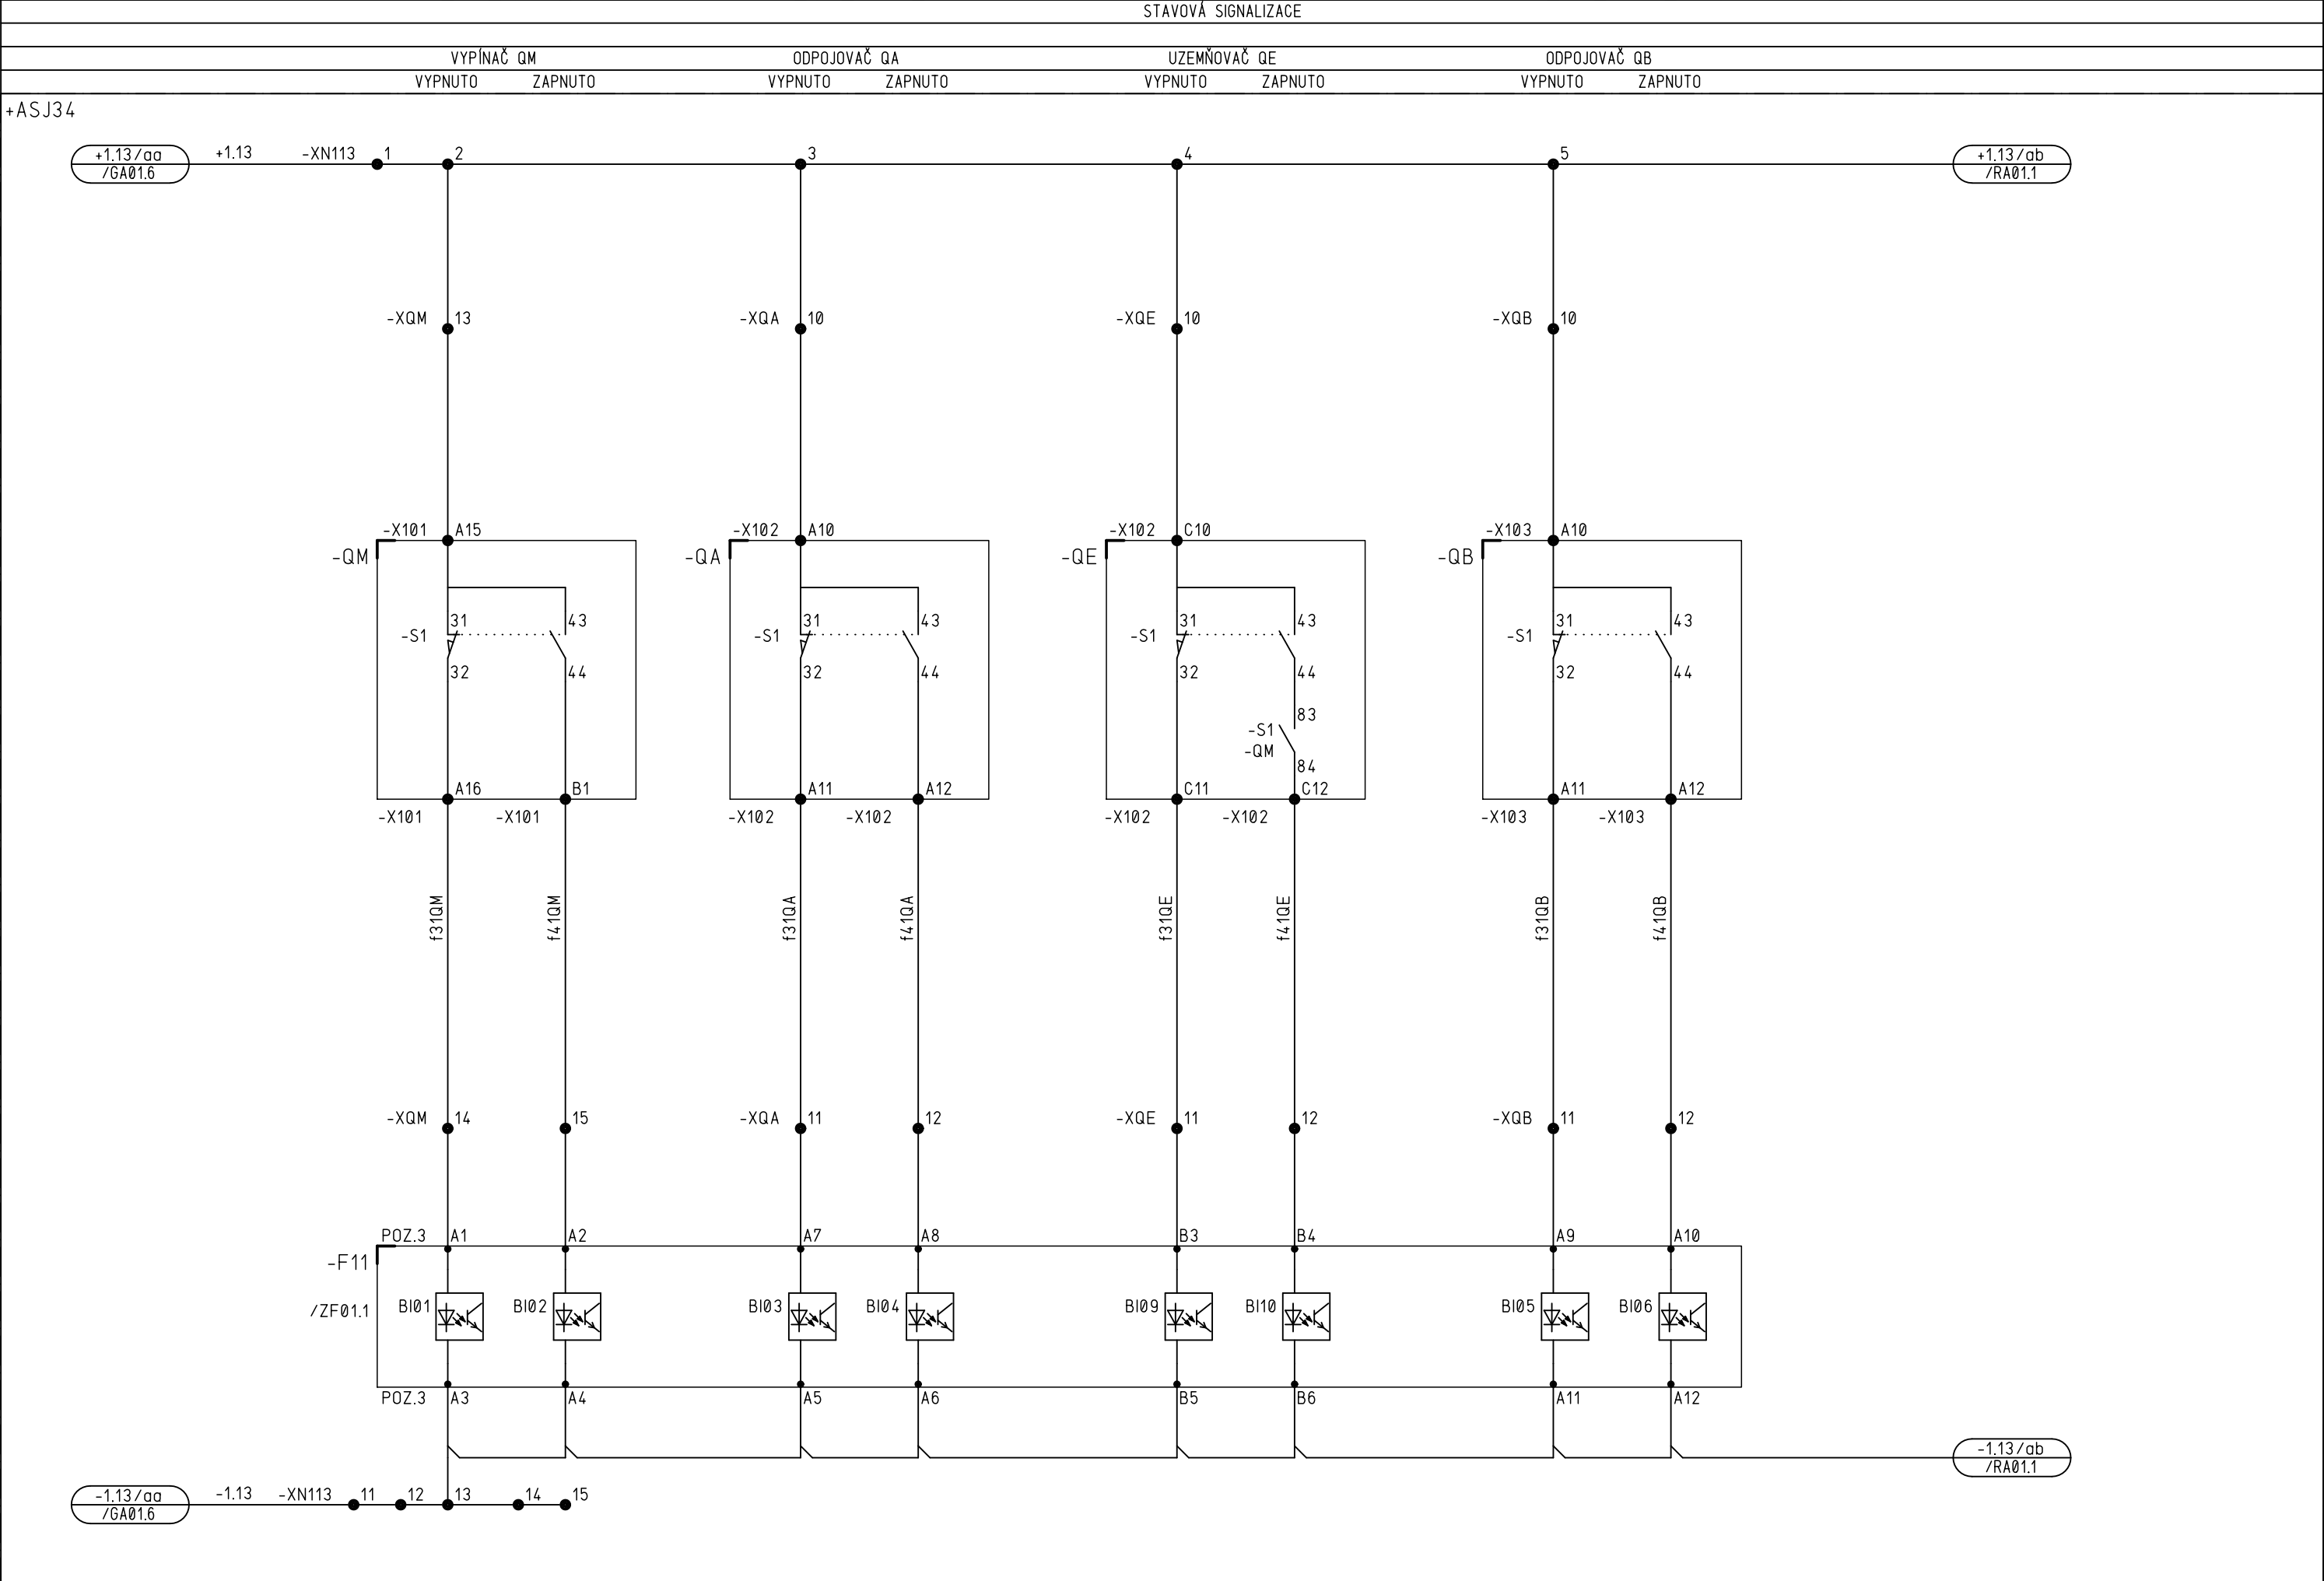 STAVOVÁ SIGNALIZACE
VYPÍNAČ QM ODPOJOVAČ QA UZEMŇOVAČ QE ODPOJOVAČ QB
VYPNUTO ZAPNUTO VYPNUTO ZAPNUTO VYPNUTO ZAPNUTO VYPNUTO ZAPNUTO
+ASJ34
+1.13/aa +1.13 -XN113 1 2 3 4 5 +1.13/ab
/GA01.6 /RA01.1
-XQM 13 -XQA 10 -XQE 10 -XQB 10
-X101 A15 -X102 A10 -X102 C10 -X103 A10
-QM -QA -QE -QB
31 43 31 43 31 43 31 43
-S1 -S1 -S1 -S1
32 44 32 44 32 44 32 44
83
-S1
-QM
84
A16 B1 A11 A12 C11 C12 A11 A12
-X101 -X101 -X102 -X102 -X102 -X102 -X103 -X103
f31QM f41QM f31QA f41QA f31QE f41QE f31QB f41QB
-XQM 14 15 -XQA 11 12 -XQE 11 12 -XQB 11 12
POZ.3 A1 A2 A7 A8 B3 B4 A9 A10
-F11
/ZF01.1 BI01 BI02 BI03 BI04 BI09 BI10 BI05 BI06
POZ.3 A3 A4 A5 A6 B5 B6 A11 A12
-1.13/ab
/RA01.1
-1.13/aa -1.13 -XN113 11 12 13 14 15
/GA01.6